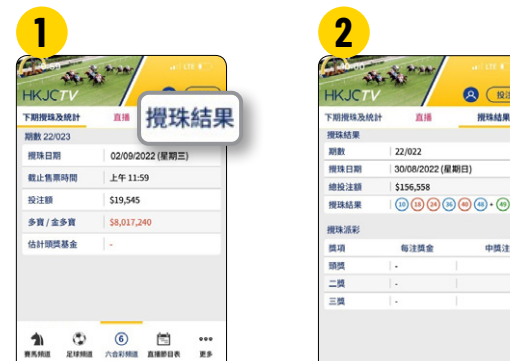 1
HKJC TV
下期攪珠及統計 直播 攪珠結果
期數 22/023
攪珠日期 02/09/2022 (星期三)
截止售票時間 上午 11:59
投注額 $19,545
多寶 / 金多寶 $8,017,240
估計頭獎基金 -
賽馬頻道 足球頻道 六合彩頻道 直播節目表 更多
2
HKJC TV
下期攪珠及統計 直播 攪珠結果
攪珠結果
期數 22/022
攪珠日期 30/08/2022 (星期日)
總投注額 $156,558
攪珠結果 10 18 24 36 40 48 + 49
攪珠派彩
獎項 每注獎金 中獎注
頭獎 - 
二獎 - 
三獎 -